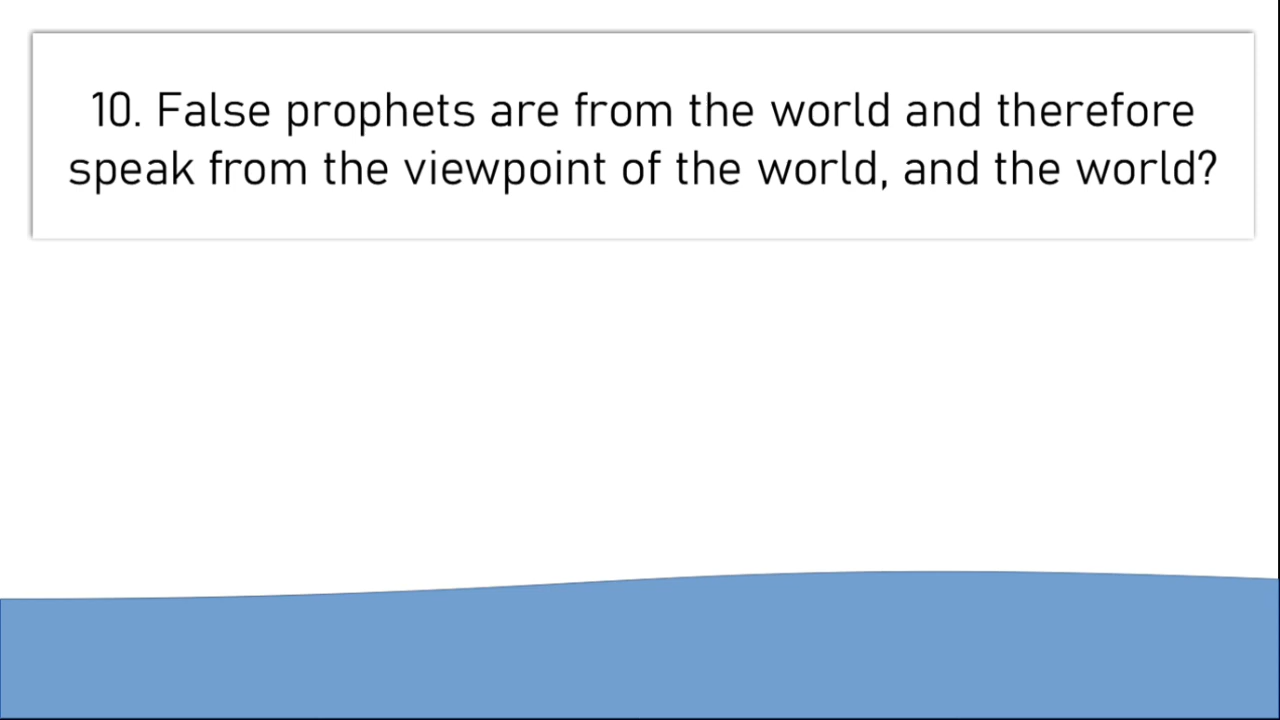 10. False prophets are from the world and therefore
speak from the viewpoint of the world, and the world?